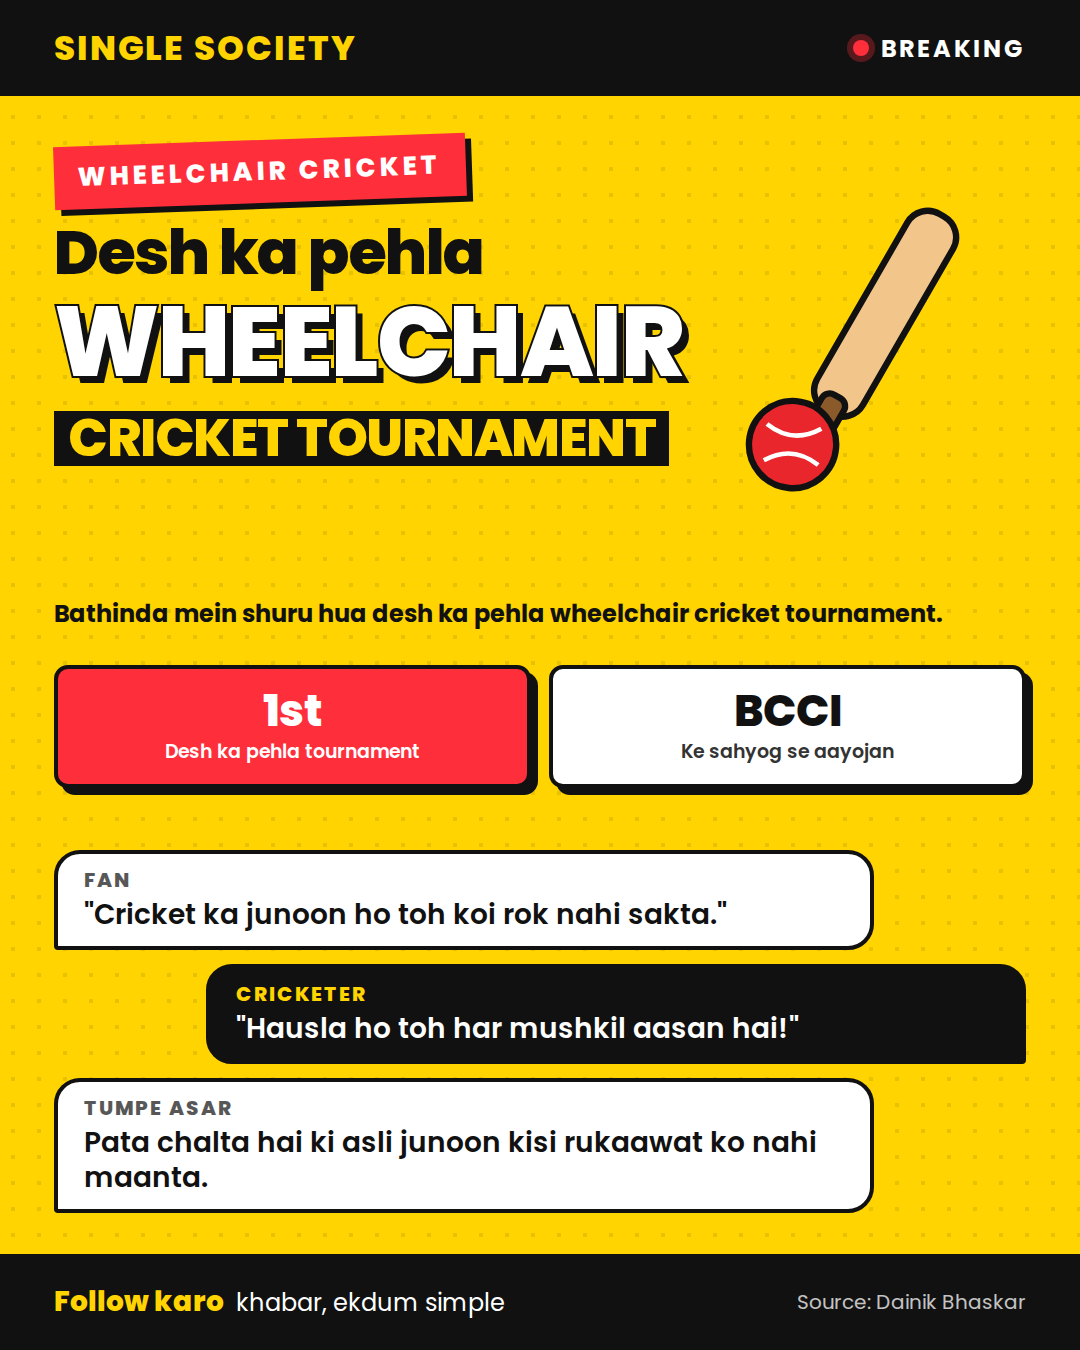 SINGLE SOCIETY
BREAKING
WHEELCHAIR CRICKET
Desh ka pehla
WHEELCHAIR
CRICKET TOURNAMENT
Bathinda mein shuru hua desh ka pehla wheelchair cricket tournament.
1st
Desh ka pehla tournament
BCCI
Ke sahyog se aayojan
FAN
"Cricket ka junoon ho toh koi rok nahi sakta."
CRICKETER
"Hausla ho toh har mushkil aasan hai!"
TUMPE ASAR
Pata chalta hai ki asli junoon kisi rukaawat ko nahi
maanta.
Follow karo khabar, ekdum simple
Source: Dainik Bhaskar